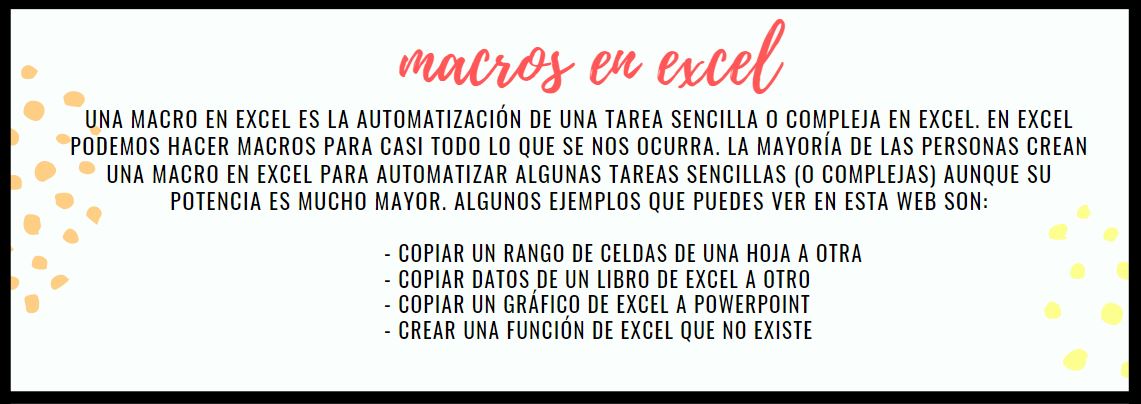 macros en excel
UNA MACRO EN EXCEL ES LA AUTOMATIZACIÓN DE UNA TAREA SENCILLA O COMPLEJA EN EXCEL. EN EXCEL
PODEMOS HACER MACROS PARA CASI TODO LO QUE SE NOS OCURRA. LA MAYORÍA DE LAS PERSONAS CREAN
UNA MACRO EN EXCEL PARA AUTOMATIZAR ALGUNAS TAREAS SENCILLAS (O COMPLEJAS) AUNQUE SU
POTENCIA ES MUCHO MAYOR. ALGUNOS EJEMPLOS QUE PUEDES VER EN ESTA WEB SON:
- COPIAR UN RANGO DE CELDAS DE UNA HOJA A OTRA
- COPIAR DATOS DE UN LIBRO DE EXCEL A OTRO
- COPIAR UN GRÁFICO DE EXCEL A POWERPOINT
- CREAR UNA FUNCIÓN DE EXCEL QUE NO EXISTE